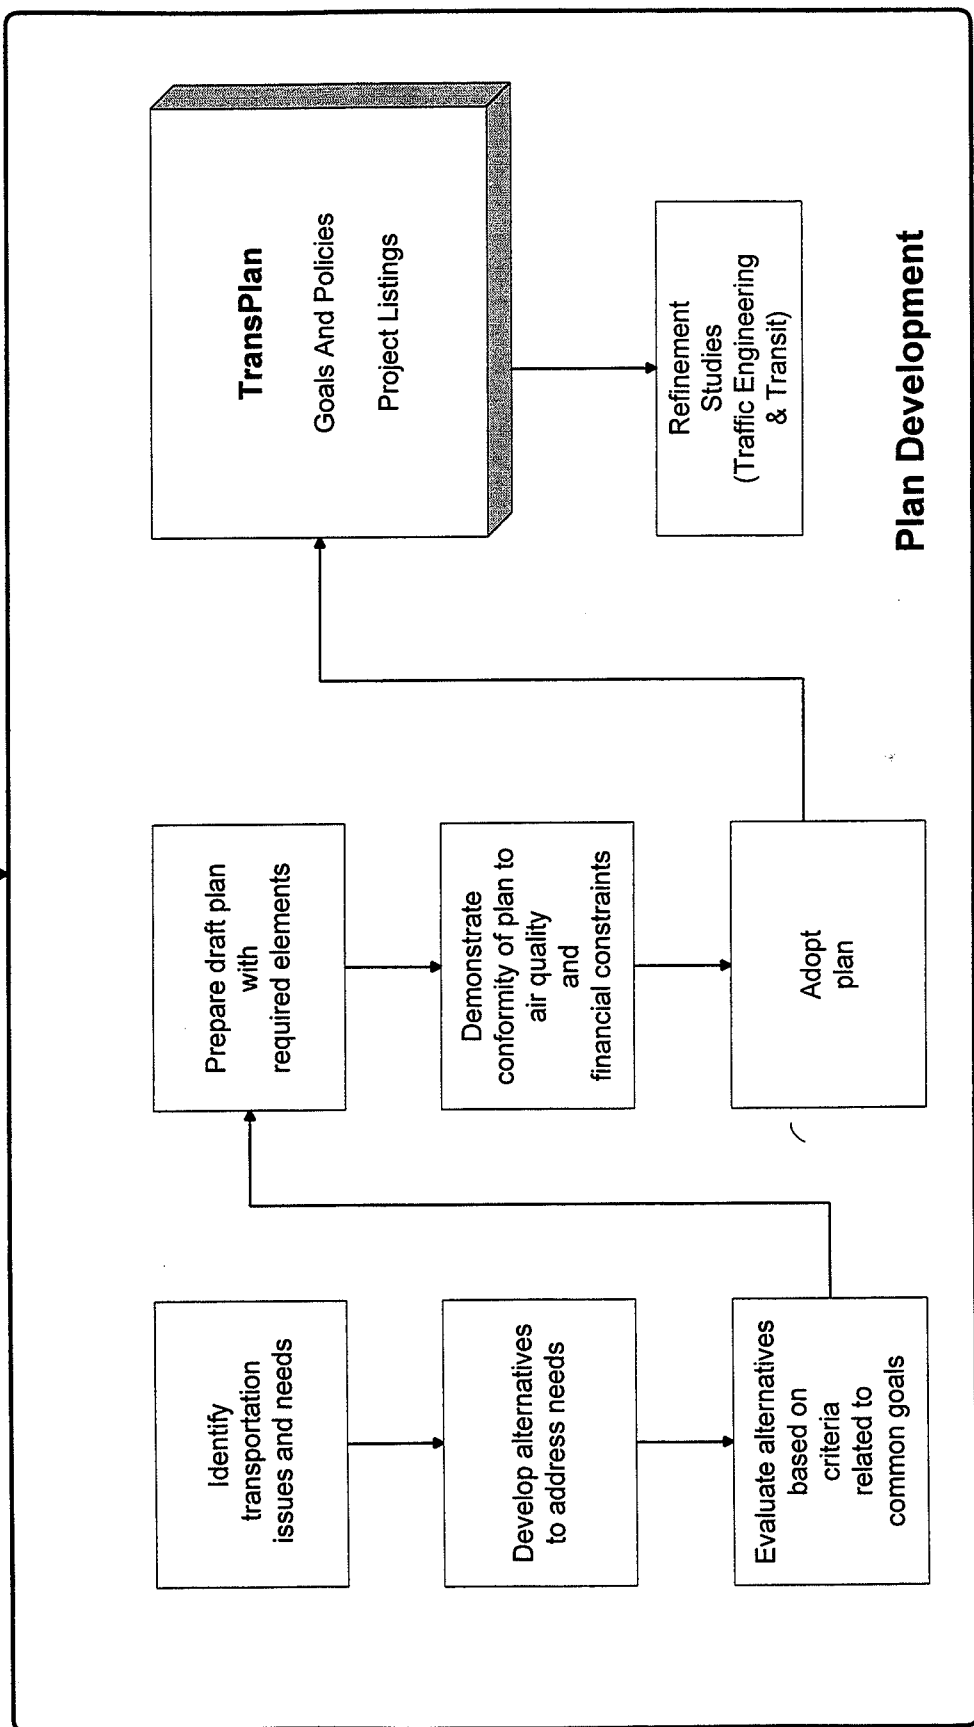 Identify
transportation
issues and needs
Develop alternatives
to address needs
Evaluate alternatives
based on
criteria
related to
common goals
Prepare draft plan
with
required elements
Demonstrate
conformity of plan to
air quality
and
financial constraints
Adopt
plan
TransPlan
Goals And Policies
Project Listings
Refinement
Studies
(Traffic Engineering
& Transit)
Plan Development